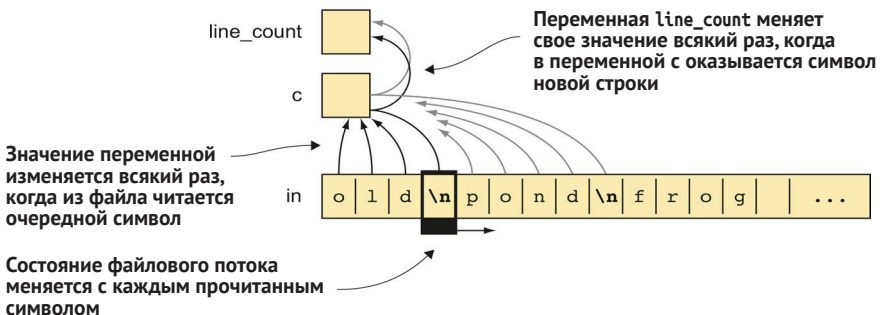 line_count
Переменная line_count меняет
свое значение всякий раз, когда
в переменной c оказывается символ
новой строки
c
Значение переменной
изменяется всякий раз,
когда из файла читается
очередной символ
in
o l d \n p o n d \n f r o g ...
Состояние файлового потока
меняется с каждым прочитанным
символом